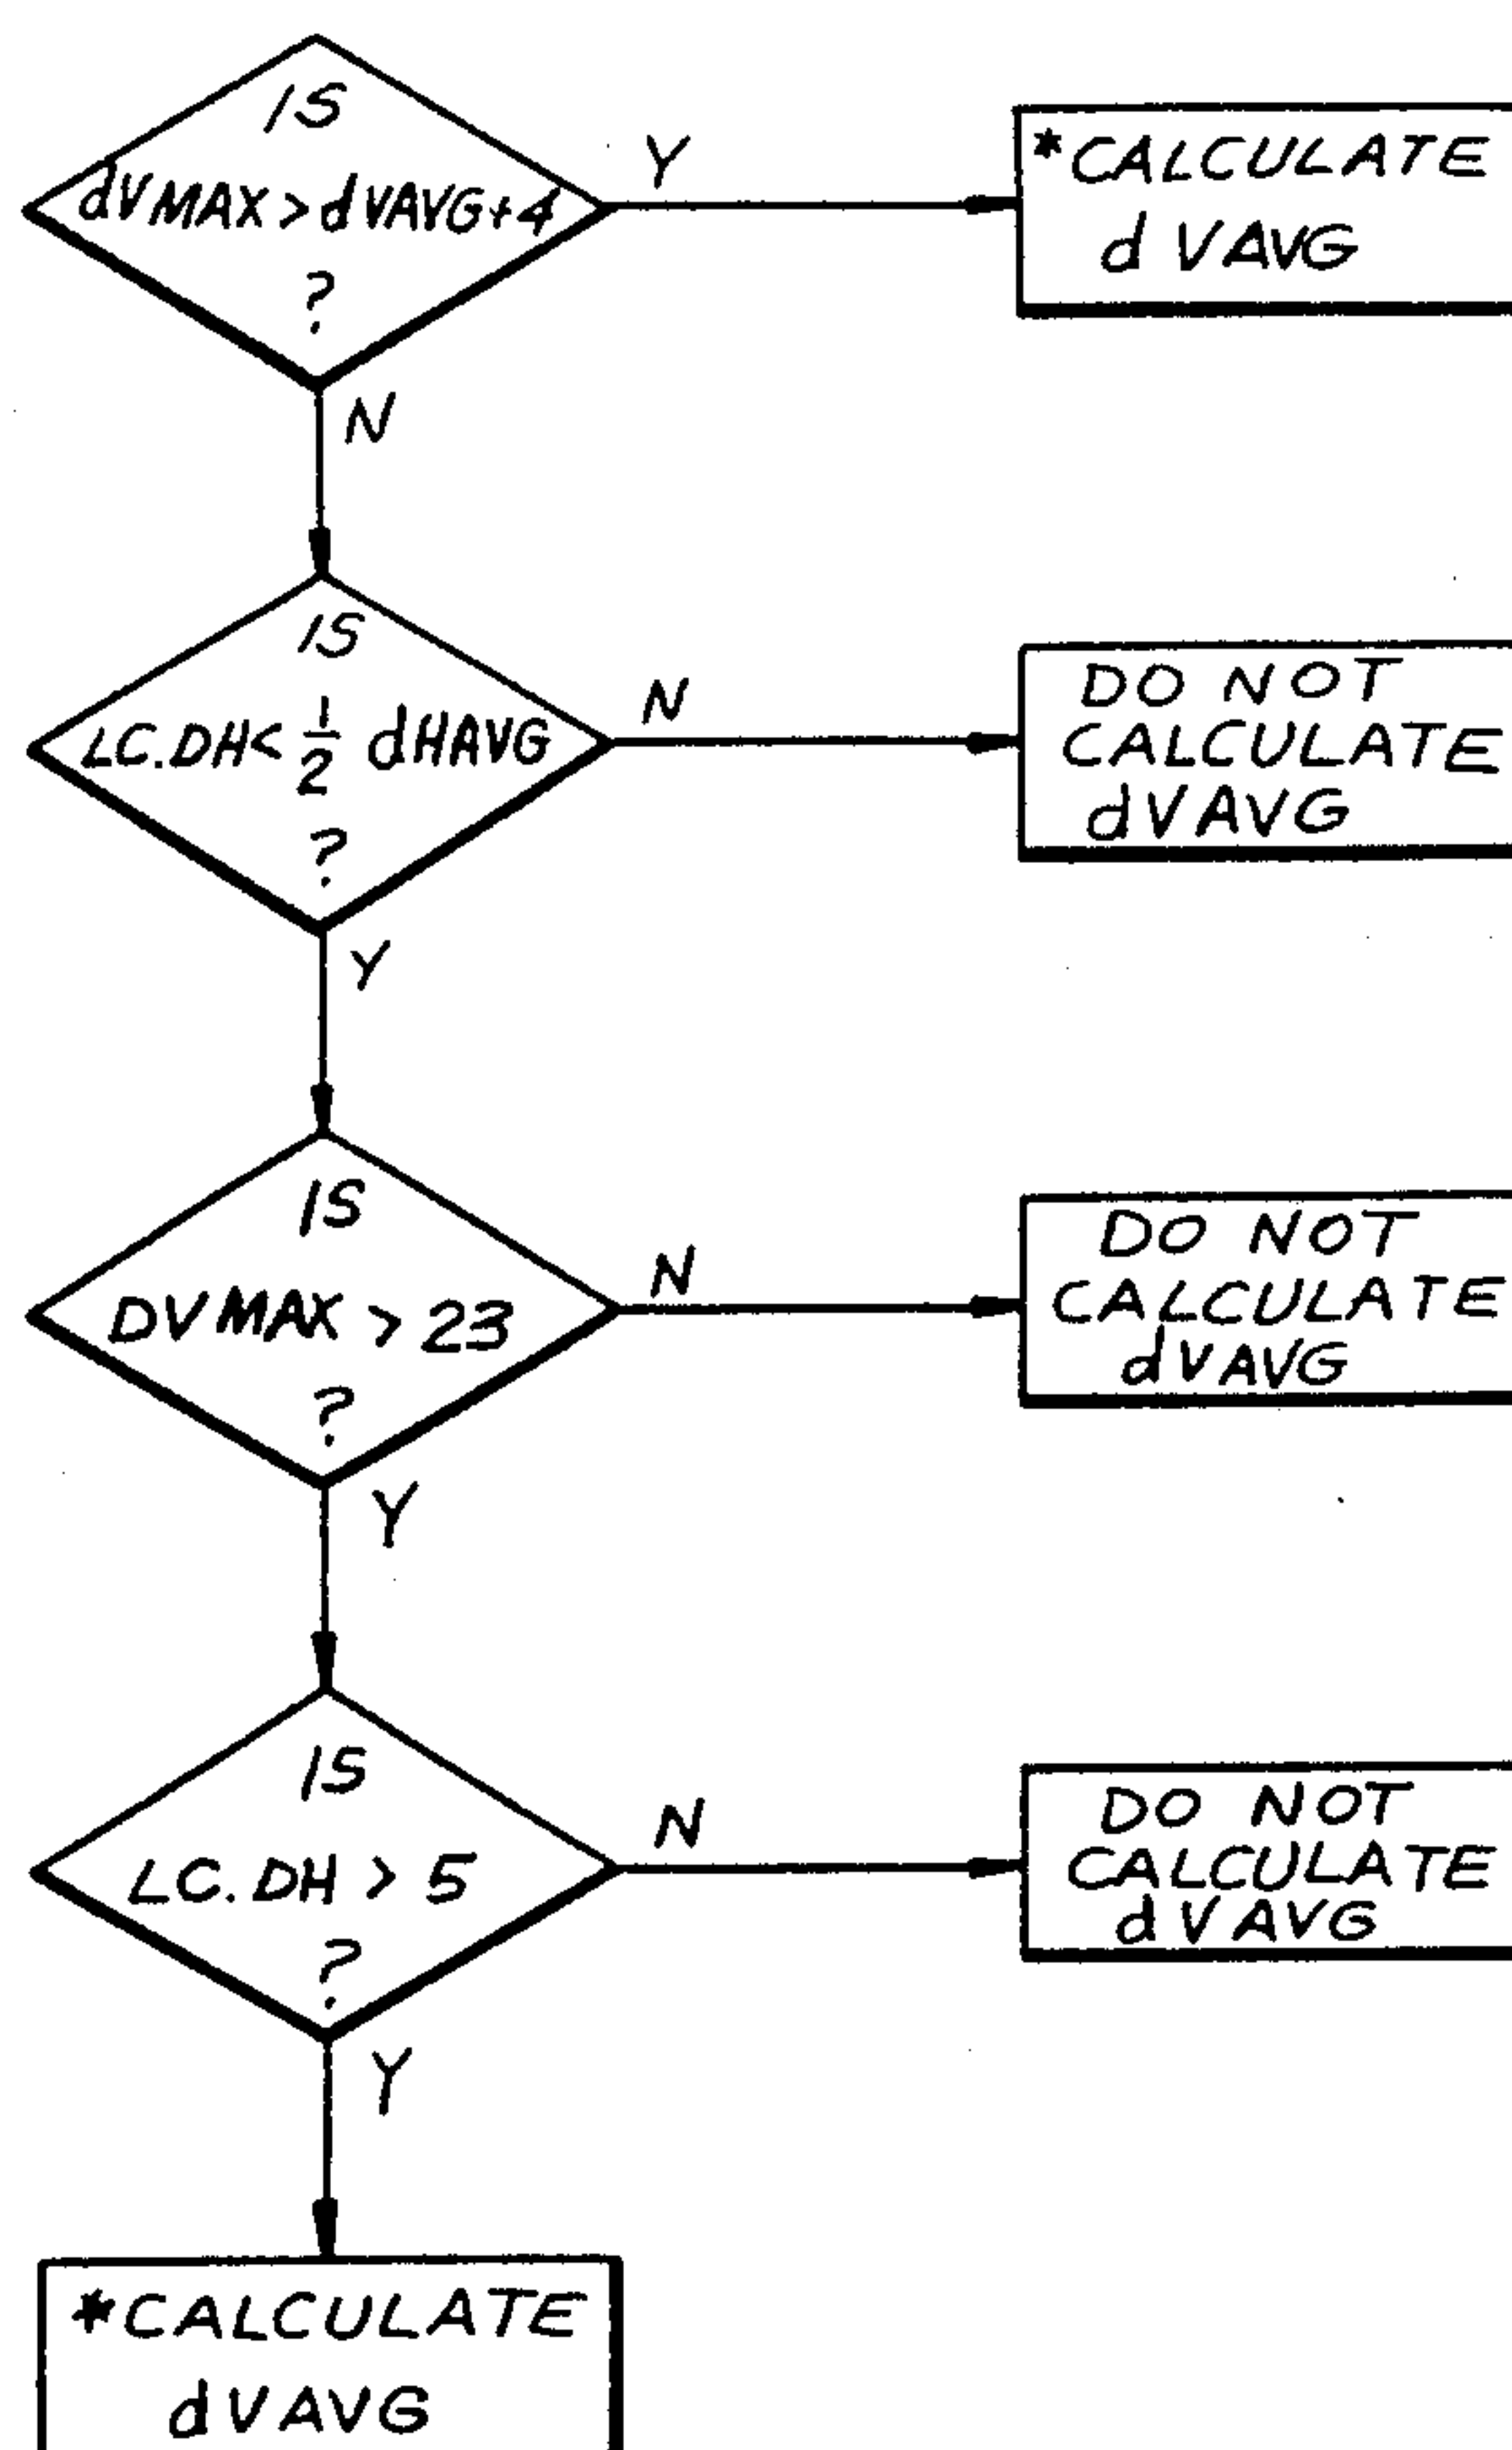 IS
dVMAX > dVAVG+4
?
Y
*CALCULATE
dVAVG
N
IS
LC.DH < 1/2 dHAVG
?
N
DO NOT
CALCULATE
dVAVG
Y
IS
DVMAX > 23
?
N
DO NOT
CALCULATE
dVAVG
Y
IS
LC.DH > 5
?
N
DO NOT
CALCULATE
dVAVG
Y
*CALCULATE
dVAVG